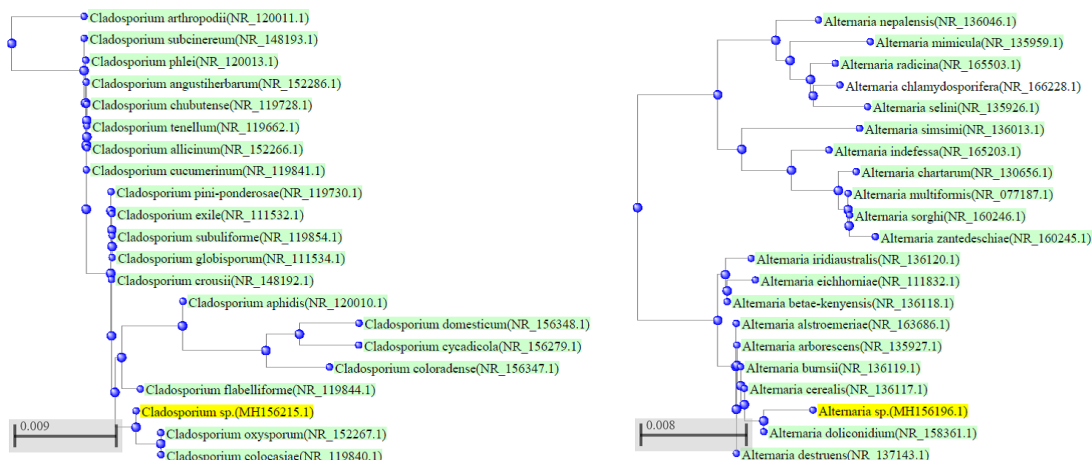 Cladosporium arthropodii(NR_120011.1)
Cladosporium subcinereum(NR_148193.1)
Cladosporium phlei(NR_120013.1)
Cladosporium angustiherbarum(NR_152286.1)
Cladosporium chubutense(NR_119728.1)
Cladosporium tenellum(NR_119662.1)
Cladosporium allicinum(NR_152266.1)
Cladosporium cucumerinum(NR_119841.1)
Cladosporium pini-ponderosae(NR_119730.1)
Cladosporium exile(NR_111532.1)
Cladosporium subuliforme(NR_119854.1)
Cladosporium globisporum(NR_111534.1)
Cladosporium crousii(NR_148192.1)
Cladosporium aphidis(NR_120010.1)
Cladosporium domesticum(NR_156348.1)
Cladosporium cycadicola(NR_156279.1)
Cladosporium coloradense(NR_156347.1)
Cladosporium flabelliforme(NR_119844.1)
Cladosporium sp.(MH156215.1)
Cladosporium oxysporum(NR_152267.1)
Cladosporium colocasiae(NR_119840.1)
0.009
Alternaria nepalensis(NR_136046.1)
Alternaria mimicula(NR_135959.1)
Alternaria radicina(NR_165503.1)
Alternaria chlamydosporifera(NR_166228.1)
Alternaria selini(NR_135926.1)
Alternaria simsimi(NR_136013.1)
Alternaria indefessa(NR_165203.1)
Alternaria chartarum(NR_130656.1)
Alternaria multiformis(NR_077187.1)
Alternaria sorghi(NR_160246.1)
Alternaria zantedeschiae(NR_160245.1)
Alternaria iridiaustralis(NR_136120.1)
Alternaria eichhorniae(NR_111832.1)
Alternaria betae-kenyensis(NR_136118.1)
Alternaria alstroemeriae(NR_163686.1)
Alternaria arborescens(NR_135927.1)
Alternaria burnsii(NR_136119.1)
Alternaria cerealis(NR_136117.1)
Alternaria sp.(MH156196.1)
Alternaria doliconidium(NR_158361.1)
Alternaria destruens(NR_137143.1)
0.008